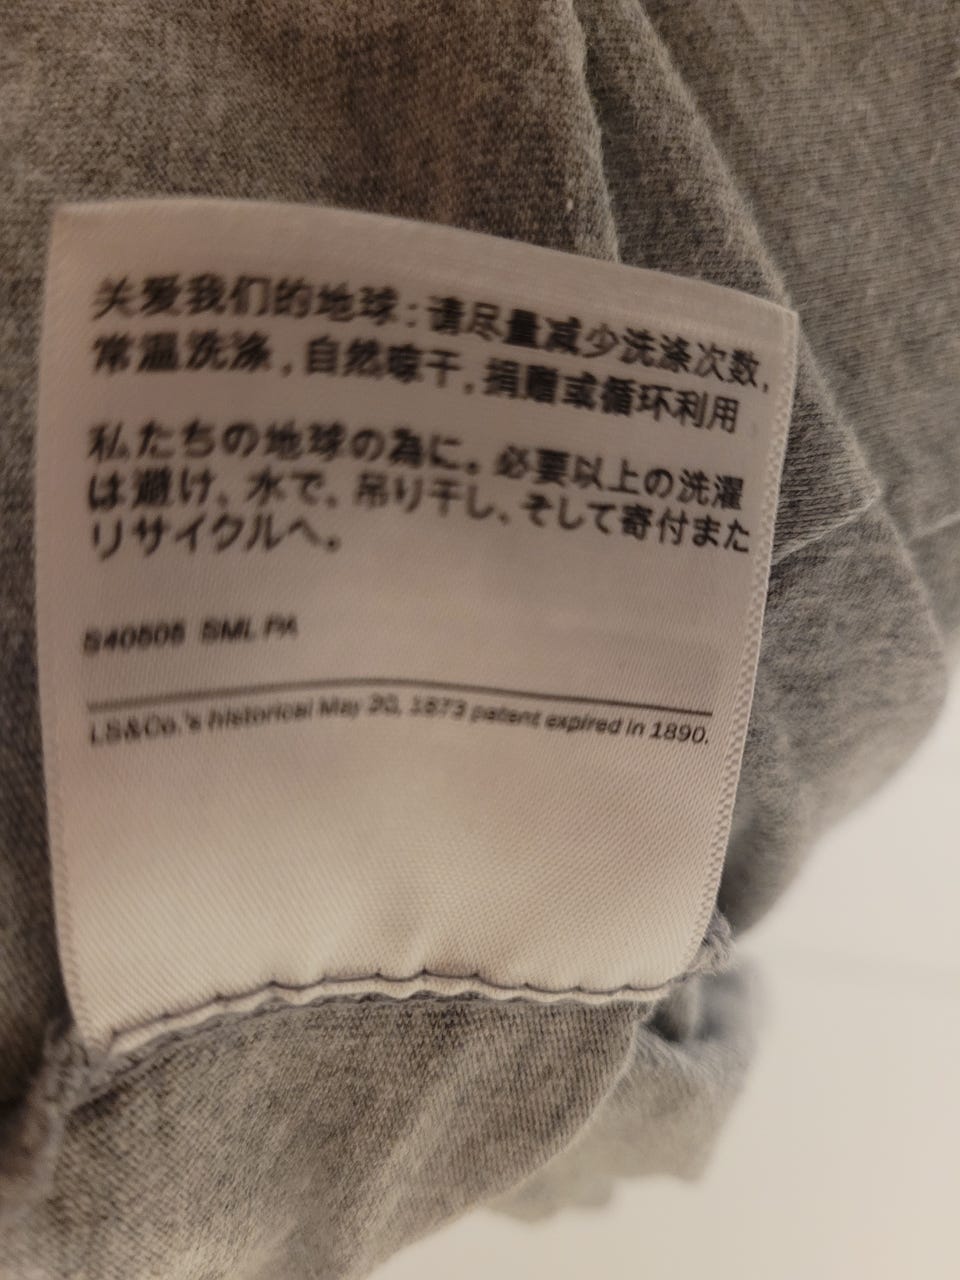 关爱我们的地球：请尽量减少洗涤次数，
常温洗涤，自然晾干，捐赠或循环利用
私たちの地球の為に。必要以上の洗濯
は避け、水で、吊り干し、そして寄付また
リサイクルへ。
S40505 SML PA
LS&Co.'s historical May 20, 1873 patent expired in 1890.